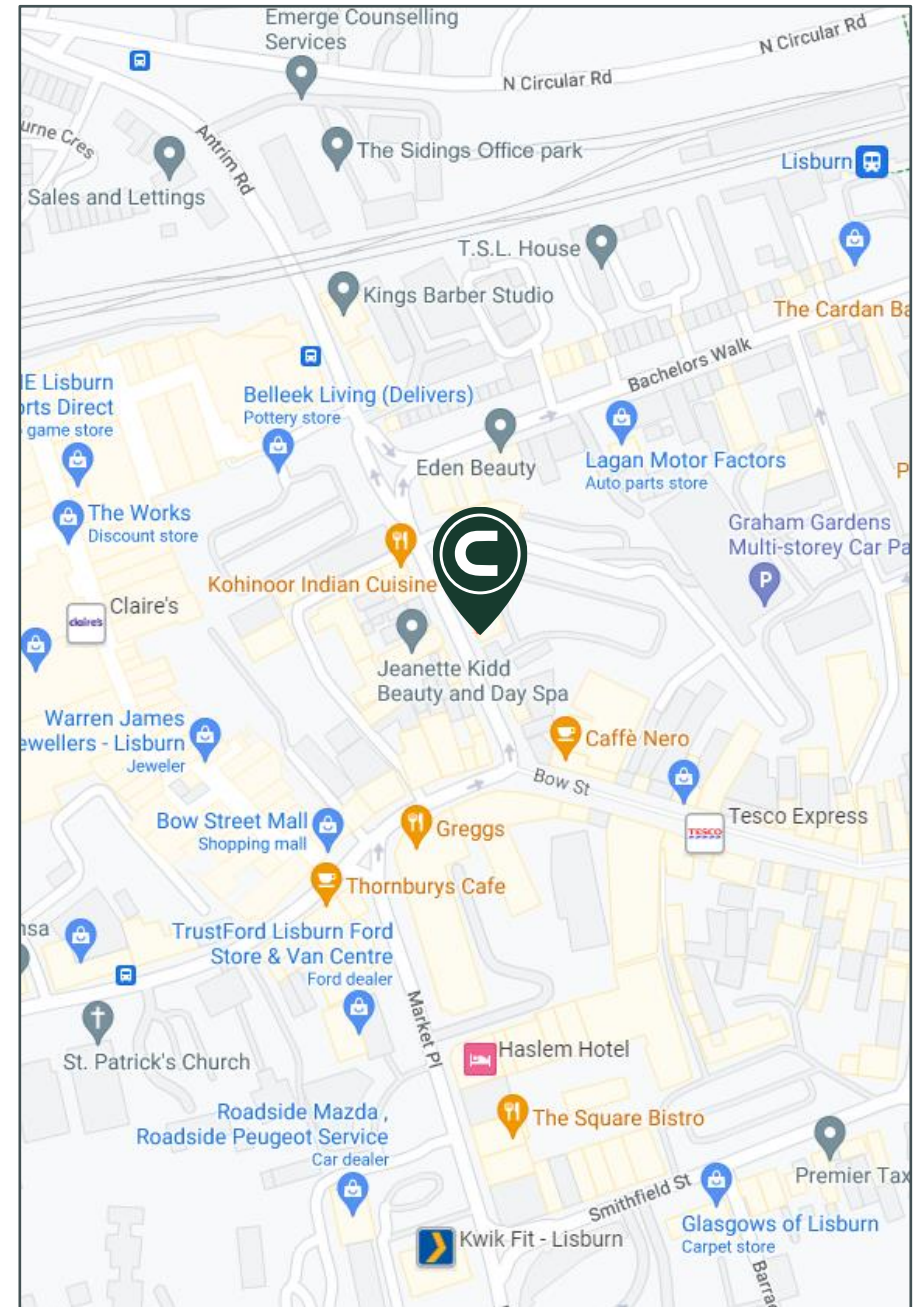 Emerge Counselling
Services
N Circular Rd
N Circular Rd
urne Cres
Antrim Rd
The Sidings Office park
Lisburn
Sales and Lettings
T.S.L. House
Kings Barber Studio
The Cardan Ba
Bachelors Walk
E Lisburn
orts Direct
game store
Belleek Living (Delivers)
Pottery store
Eden Beauty
Lagan Motor Factors
Auto parts store
P
The Works
Discount store
Graham Gardens
Multi-storey Car Pa
P
Kohinoor Indian Cuisine
Claire's
claire's
Jeanette Kidd
Beauty and Day Spa
Warren James
ewellers - Lisburn
Jeweler
Caffè Nero
Bow St
Bow Street Mall
Shopping mall
Greggs
Tesco Express
TESCO
Thornburys Cafe
nsa
TrustFord Lisburn Ford
Store & Van Centre
Ford dealer
Market Pl
St. Patrick's Church
Haslem Hotel
Roadside Mazda ,
Roadside Peugeot Service
Car dealer
The Square Bistro
Premier Tax
Smithfield St
Glasgows of Lisburn
Carpet store
Kwik Fit - Lisburn
Barra